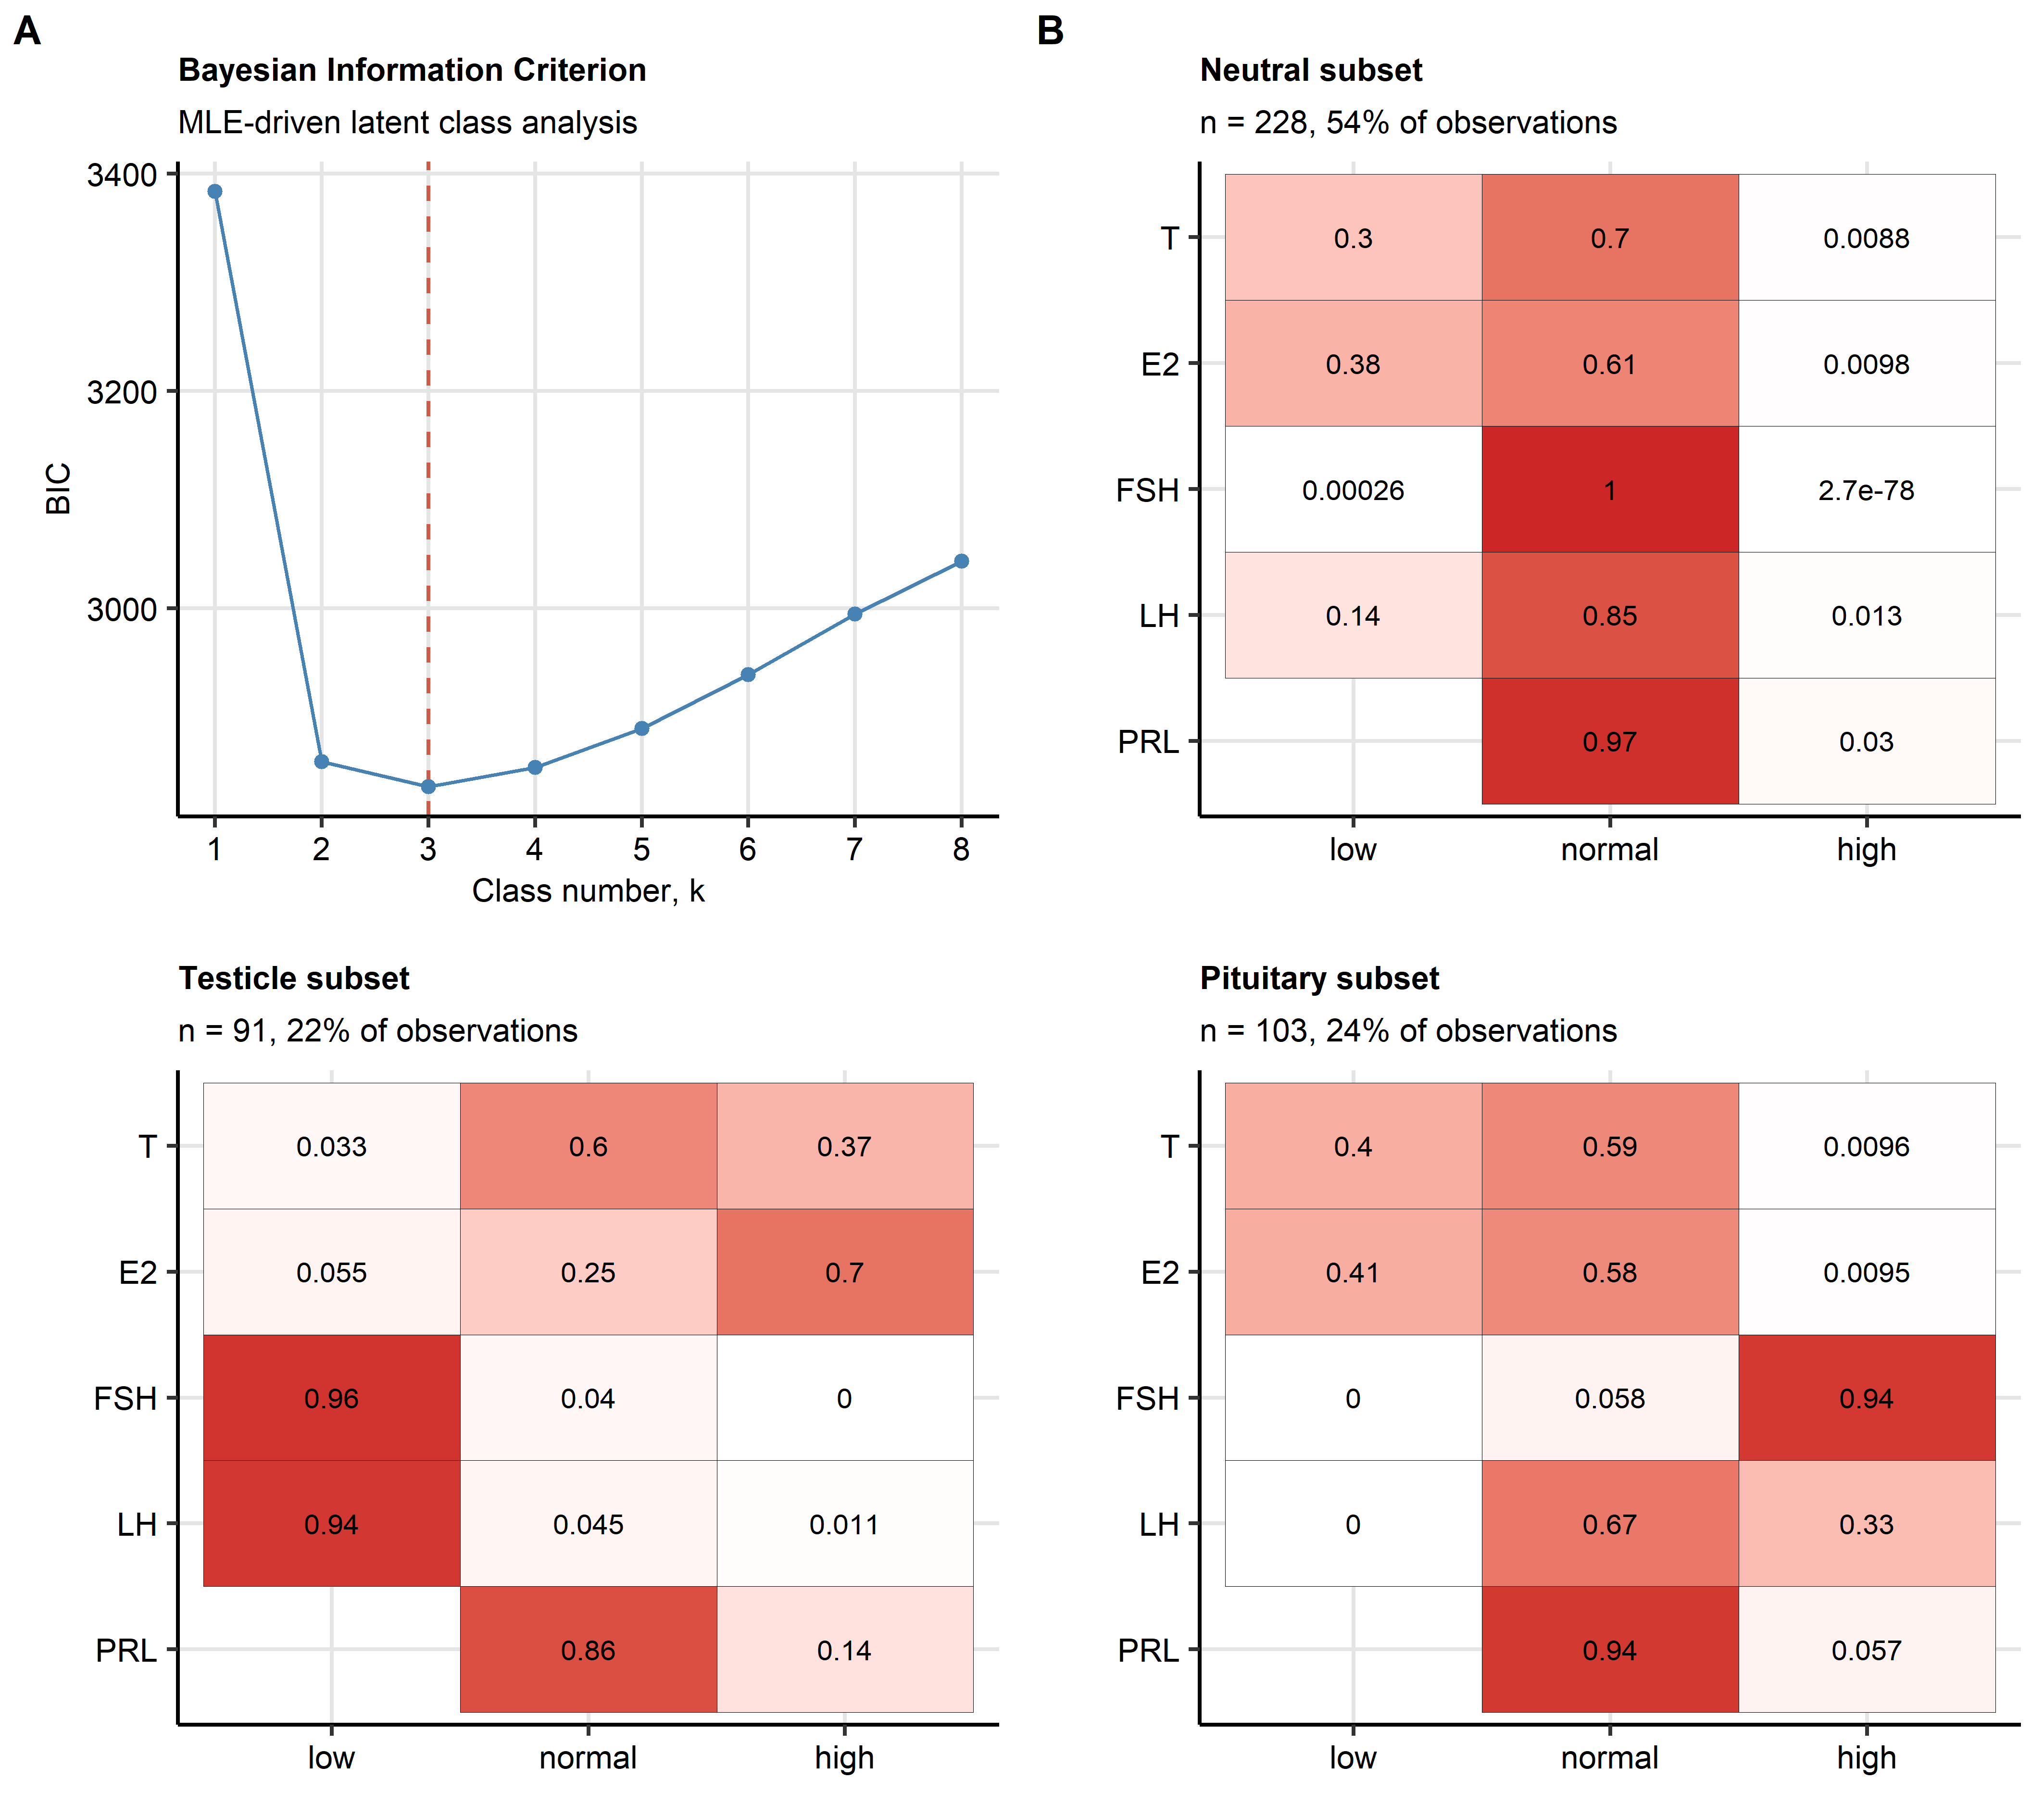 A
Bayesian Information Criterion
MLE-driven latent class analysis
3400
3200
3000
BIC
1 2 3 4 5 6 7 8
Class number, k
B
Neutral subset
n = 228, 54% of observations
T 0.3 0.7 0.0088
E2 0.38 0.61 0.0098
FSH 0.00026 1 2.7e-78
LH 0.14 0.85 0.013
PRL 0.97 0.03
low normal high
Testicle subset
n = 91, 22% of observations
T 0.033 0.6 0.37
E2 0.055 0.25 0.7
FSH 0.96 0.04 0
LH 0.94 0.045 0.011
PRL 0.86 0.14
low normal high
Pituitary subset
n = 103, 24% of observations
T 0.4 0.59 0.0096
E2 0.41 0.58 0.0095
FSH 0 0.058 0.94
LH 0 0.67 0.33
PRL 0.94 0.057
low normal high